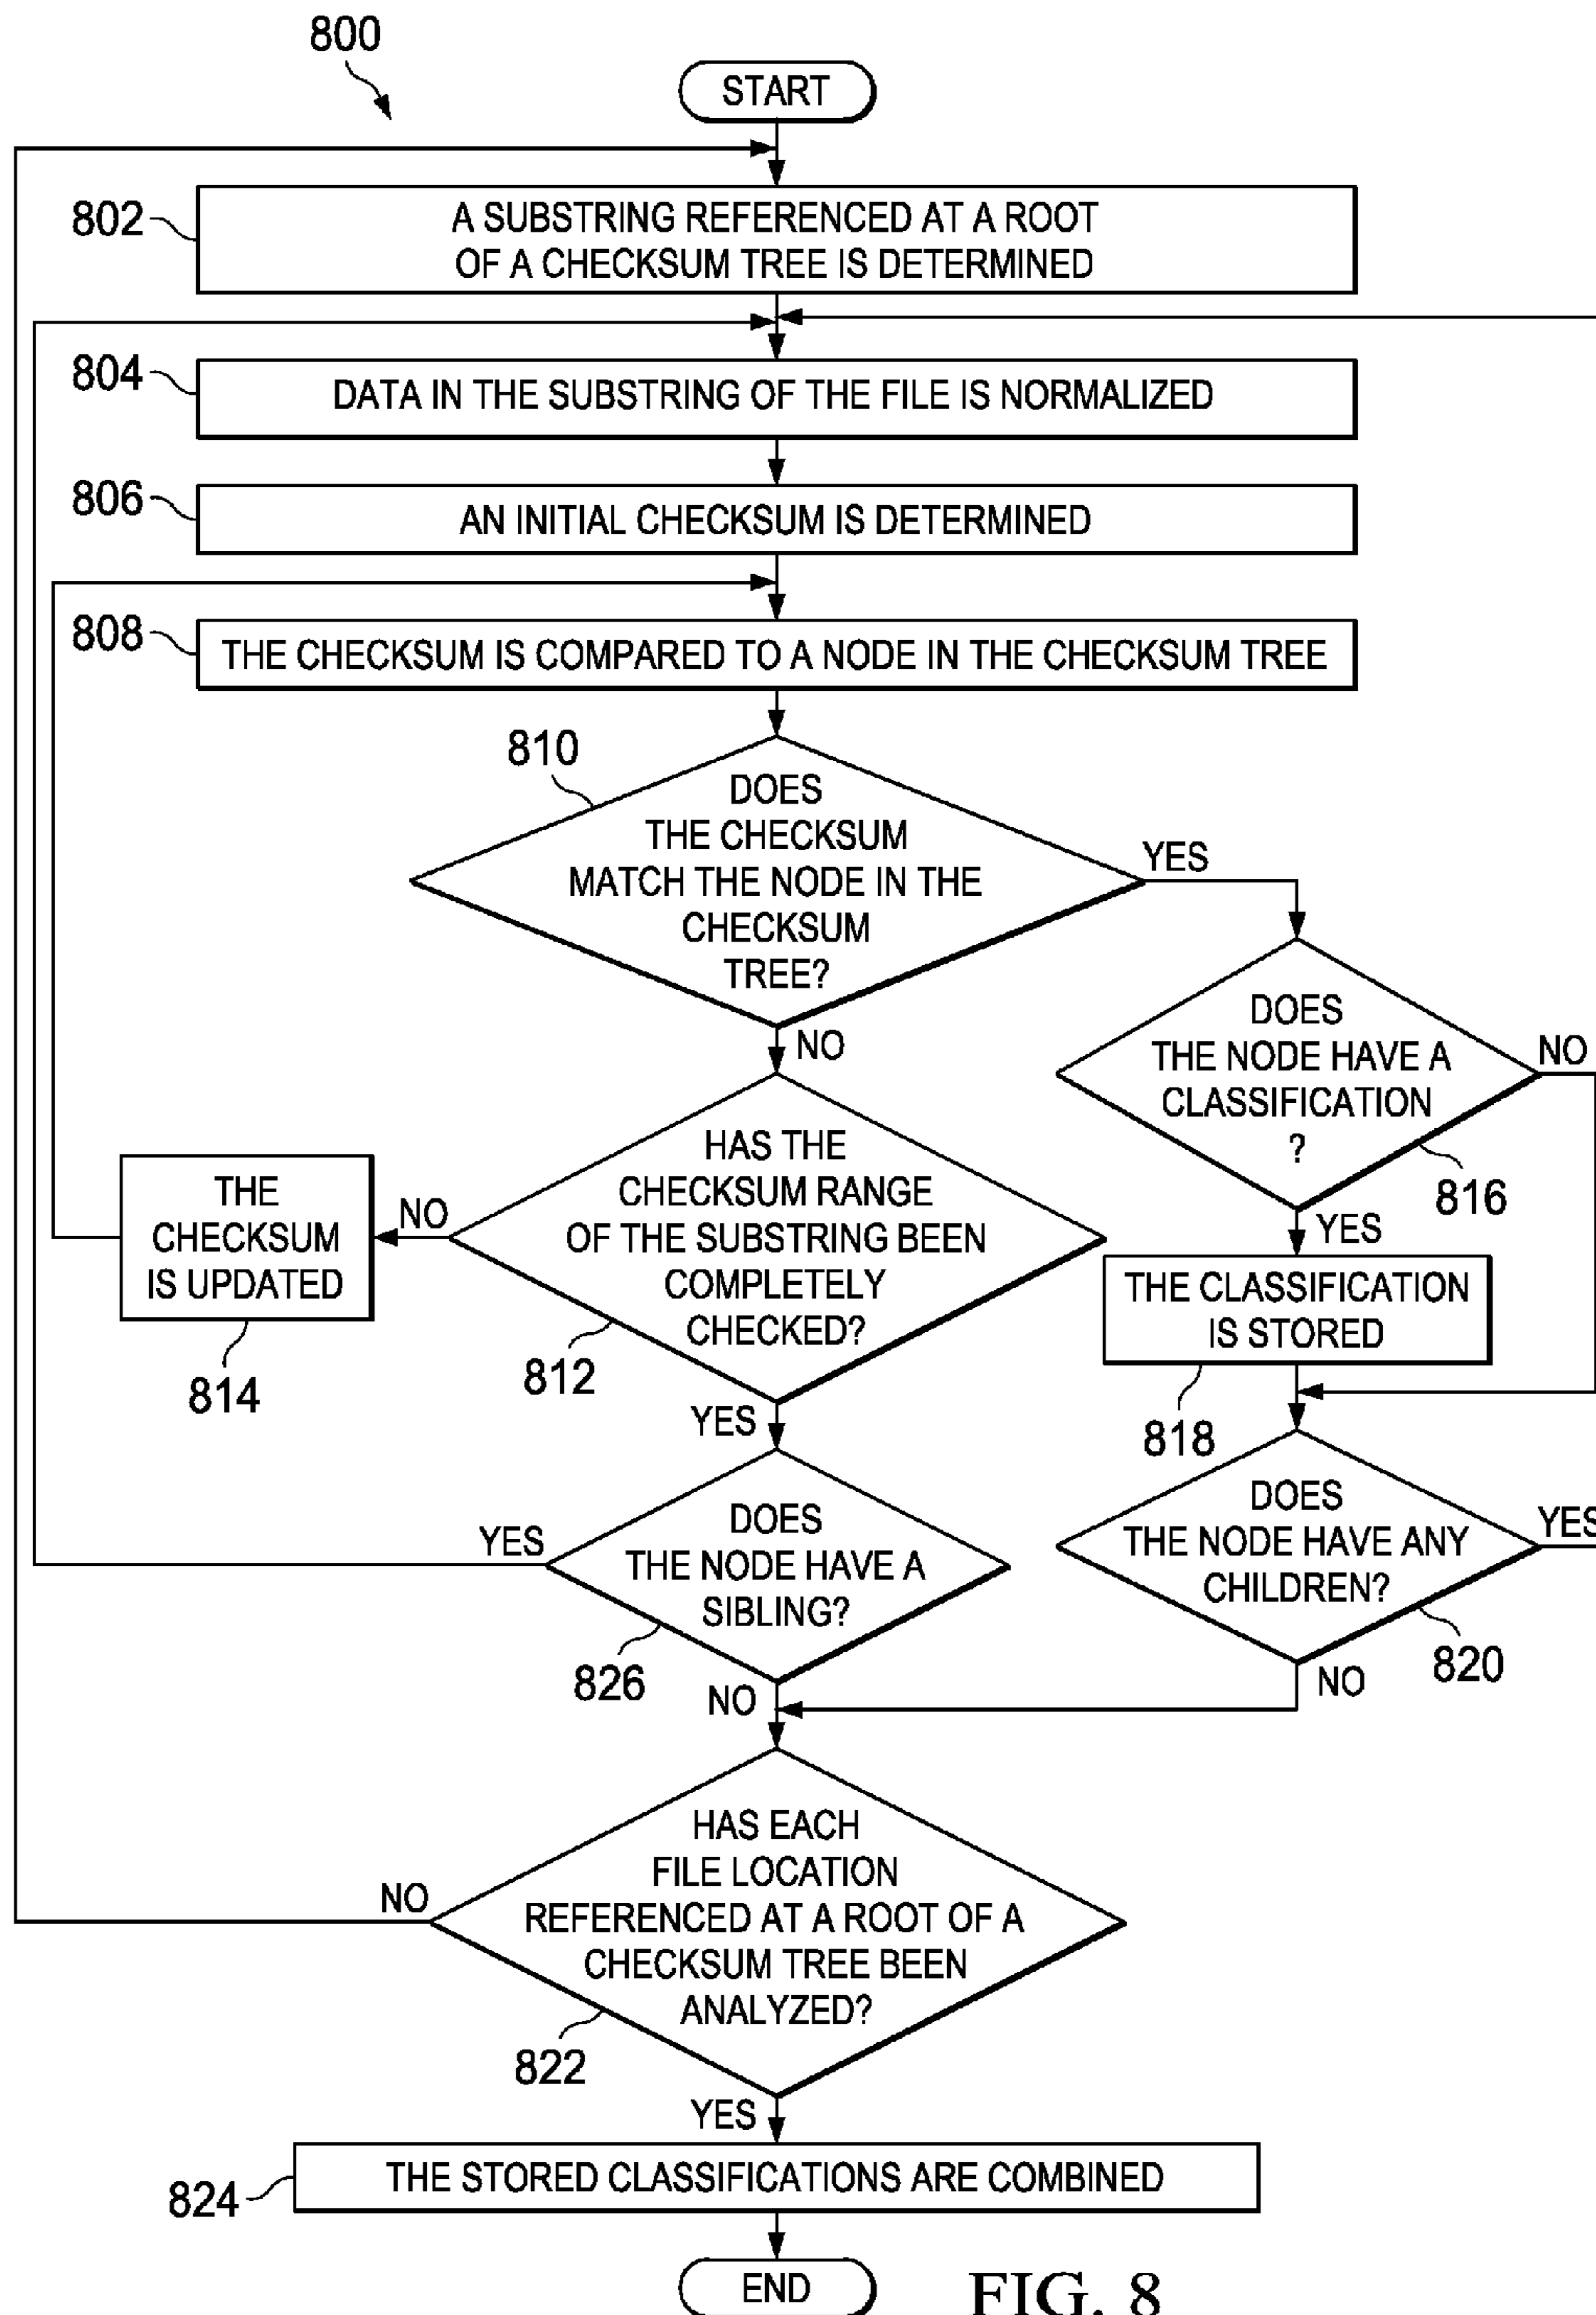 800
START
802
A SUBSTRING REFERENCED AT A ROOT
OF A CHECKSUM TREE IS DETERMINED
804
DATA IN THE SUBSTRING OF THE FILE IS NORMALIZED
806
AN INITIAL CHECKSUM IS DETERMINED
808
THE CHECKSUM IS COMPARED TO A NODE IN THE CHECKSUM TREE
810
DOES
THE CHECKSUM
MATCH THE NODE IN THE
CHECKSUM
TREE?
YES
NO
DOES
THE NODE HAVE A
CLASSIFICATION
?
NO
816
YES
HAS THE
CHECKSUM RANGE
OF THE SUBSTRING BEEN
COMPLETELY
CHECKED?
812
NO
THE
CHECKSUM
IS UPDATED
814
THE CLASSIFICATION
IS STORED
818
YES
DOES
THE NODE HAVE A
SIBLING?
YES
826
NO
DOES
THE NODE HAVE ANY
CHILDREN?
YES
820
NO
HAS EACH
FILE LOCATION
REFERENCED AT A ROOT OF A
CHECKSUM TREE BEEN
ANALYZED?
NO
822
YES
824
THE STORED CLASSIFICATIONS ARE COMBINED
END
FIG. 8